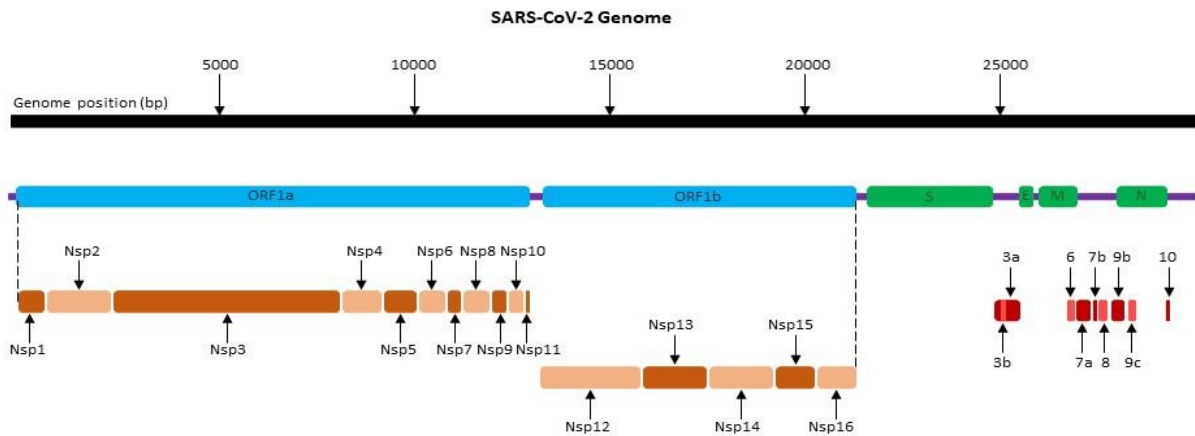 SARS-CoV-2 Genome
5000 10000 15000 20000 25000
Genome position (bp)
ORF1a ORF1b S E M N
Nsp2 Nsp4 Nsp6 Nsp8 Nsp10 3a 6 7b 9b 10
Nsp1 Nsp3 Nsp5 Nsp7 Nsp9 Nsp11 3b 7a 8 9c
Nsp13 Nsp15
Nsp12 Nsp14 Nsp16